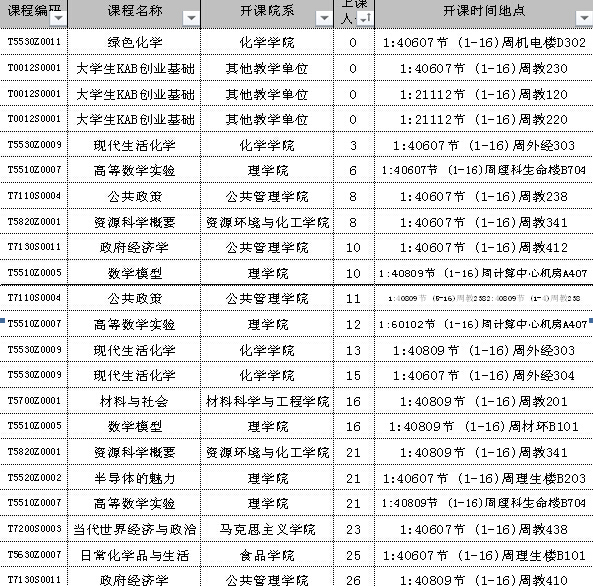 课程编码 课程名称 开课院系 上课人 开课时间地点
T5530Z0011 绿色化学 化学学院 0 1:40607节 (1-16)周机电楼D302
T0012S0001 大学生KAB创业基础 其他教学单位 0 1:40607节 (1-16)周教230
T0012S0001 大学生KAB创业基础 其他教学单位 0 1:21112节 (1-16)周教120
T0012S0001 大学生KAB创业基础 其他教学单位 0 1:21112节 (1-16)周教220
T5530Z0009 现代生活化学 化学学院 3 1:40607节 (1-16)周外经303
T5510Z0007 高等数学实验 理学院 6 1:40607节 (1-16)周理科生命楼B704
T7110S0004 公共政策 公共管理学院 8 1:40607节 (1-16)周教238
T5820Z0001 资源科学概要 资源环境与化工学院 8 1:40607节 (1-16)周教341
T7130S0011 政府经济学 公共管理学院 10 1:40607节 (1-16)周教412
T5510Z0005 数学模型 理学院 10 1:40809节 (1-16)周计算中心机房A407
T7110S0004 公共政策 公共管理学院 11 1:40809节 (5-16)周教2382:40809节 (1-4)周教238
T5510Z0007 高等数学实验 理学院 12 1:60102节 (1-16)周计算中心机房A407
T5530Z0009 现代生活化学 化学学院 13 1:40809节 (1-16)周外经303
T5530Z0009 现代生活化学 化学学院 15 1:40607节 (1-16)周外经304
T5700Z0001 材料与社会 材料科学与工程学院 16 1:40809节 (1-16)周教201
T5510Z0005 数学模型 理学院 16 1:40809节 (1-16)周材环B101
T5820Z0001 资源科学概要 资源环境与化工学院 21 1:40809节 (1-16)周教341
T5520Z0002 半导体的魅力 理学院 21 1:40607节 (1-16)周理生楼B203
T5510Z0007 高等数学实验 理学院 21 1:40809节 (1-16)周理科生命楼B704
T7200S0003 当代世界经济与政治 马克思主义学院 23 1:40607节 (1-16)周教438
T5630Z0007 日常化学品与生活 食品学院 25 1:40607节 (1-16)周理生楼B101
T7130S0011 政府经济学 公共管理学院 26 1:40809节 (1-16)周教410